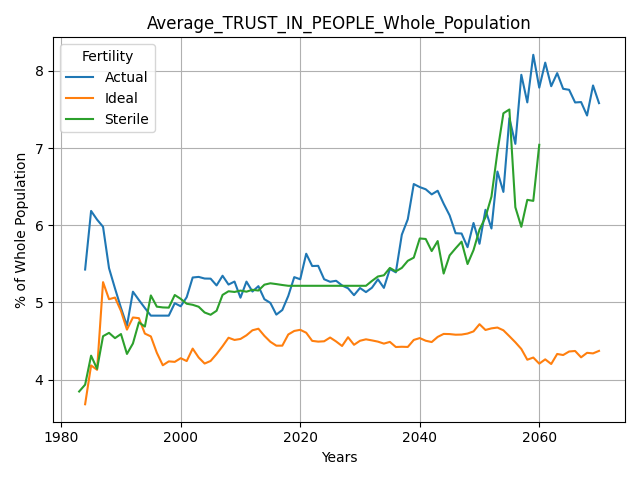 Average_TRUST_IN_PEOPLE_Whole_Population
Fertility
Actual
Ideal
Sterile
% of Whole Population
8
7
6
5
4
1980 2000 2020 2040 2060
Years